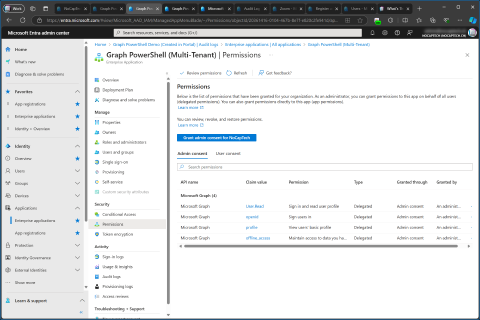 Work
Microsoft Entra admin center
Search resources, services, and docs (G+/)
Home
What's new
Diagnose & solve problems
Favorites
App registrations
Enterprise applications
Identity > Overview
Identity
Overview
Users
Groups
Devices
Applications
Enterprise applications
App registrations
Protection
Identity Governance
External Identities
Show more
Learn & support
Home > Graph PowerShell Demo (Created in Portal) | Audit logs > Enterprise applications | All applications > Graph PowerShell (Multi-Tenant)
Graph PowerShell (Multi-Tenant) | Permissions
Enterprise Application
Overview
Deployment Plan
Diagnose and solve problems
Manage
Properties
Owners
Roles and administrators
Users and groups
Single sign-on
Provisioning
Self-service
Custom security attributes
Security
Conditional Access
Permissions
Token encryption
Activity
Sign-in logs
Usage & insights
Audit logs
Provisioning logs
Access reviews
Troubleshooting + Support
Review permissions
Refresh
Got feedback?
Permissions
Below is the list of permissions that have been granted for your organization. As an administrator, you can grant permissions to this app on behalf of all users
(delegated permissions). You can also grant permissions directly to this app (app permissions).
Learn more
You can review, revoke, and restore permissions.
Learn more
Grant admin consent for NoCapTech
Admin consent User consent
Search permissions
API name Claim value Permission Type Granted through Granted by
Microsoft Graph (4)
Microsoft Graph User.Read Sign in and read user profile Delegated Admin consent An administrat...
Microsoft Graph openid Sign users in Delegated Admin consent An administrat...
Microsoft Graph profile View users' basic profile Delegated Admin consent An administrat...
Microsoft Graph offline_access Maintain access to data you ha... Delegated Admin consent An administrat...